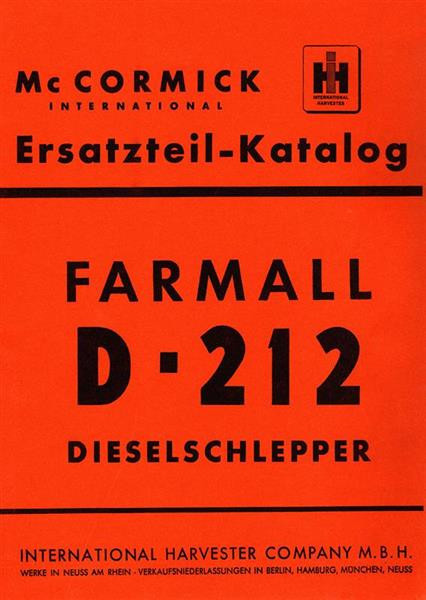 McCORMICK
INTERNATIONAL
IH
INTERNATIONAL
HARVESTER
Ersatzteil-Katalog
FARMALL
D-212
DIESELSCHLEPPER
INTERNATIONAL HARVESTER COMPANY M.B.H.
WERKE IN NEUSS AM RHEIN - VERKAUFSNIEDERLASSUNGEN IN BERLIN, HAMBURG, MÜNCHEN, NEUSS